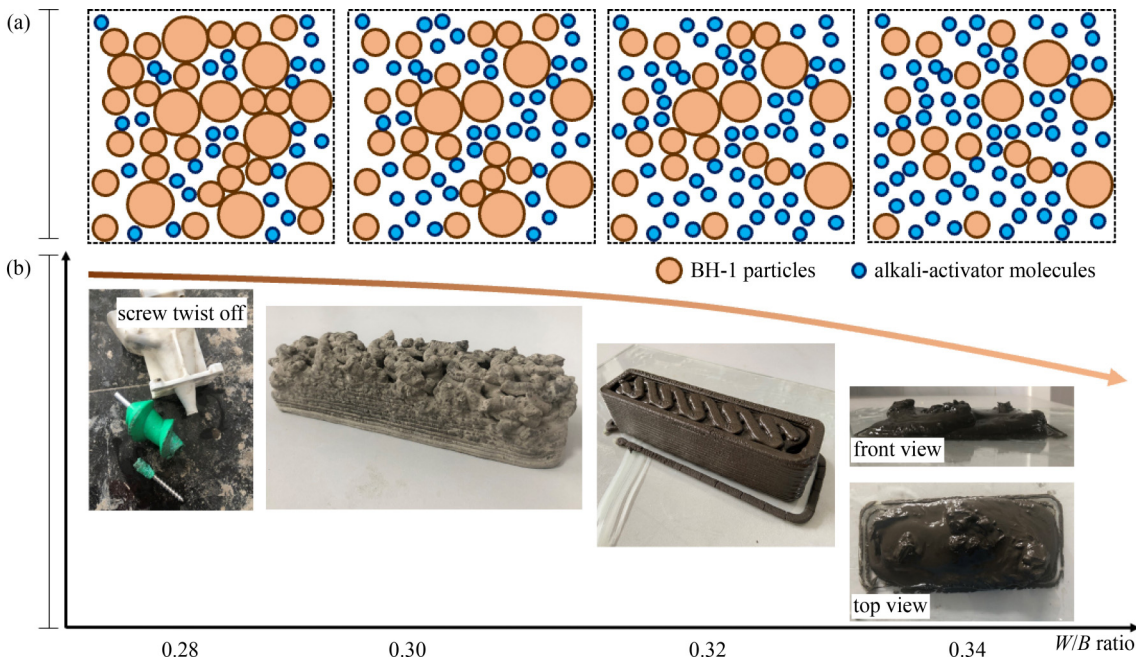 (a)
BH-1 particles
alkali-activator molecules
(b)
screw twist off
front view
top view
0.28
0.30
0.32
0.34
W/B ratio